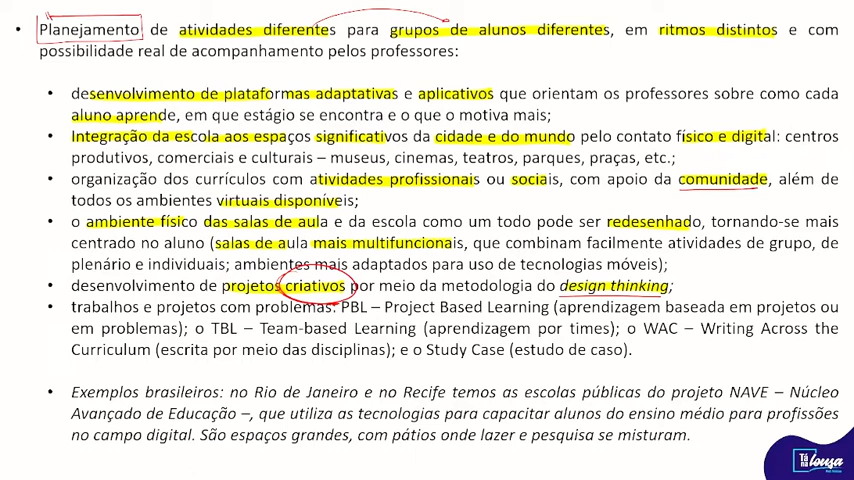 • Planejamento de atividades diferentes para grupos de alunos diferentes, em ritmos distintos e com
possibilidade real de acompanhamento pelos professores:
• desenvolvimento de plataformas adaptativas e aplicativos que orientam os professores sobre como cada
aluno aprende, em que estágio se encontra e o que o motiva mais;
• Integração da escola aos espaços significativos da cidade e do mundo pelo contato físico e digital: centros
produtivos, comerciais e culturais – museus, cinemas, teatros, parques, praças, etc.;
• organização dos currículos com atividades profissionais ou sociais, com apoio da comunidade, além de
todos os ambientes virtuais disponíveis;
• o ambiente físico das salas de aula e da escola como um todo pode ser redesenhado, tornando-se mais
centrado no aluno (salas de aula mais multifuncionais, que combinam facilmente atividades de grupo, de
plenário e individuais; ambientes mais adaptados para uso de tecnologias móveis);
• desenvolvimento de projetos criativos por meio da metodologia do design thinking;
• trabalhos e projetos com problemas: PBL – Project Based Learning (aprendizagem baseada em projetos ou
em problemas); o TBL – Team-based Learning (aprendizagem por times); o WAC – Writing Across the
Curriculum (escrita por meio das disciplinas); e o Study Case (estudo de caso).
• Exemplos brasileiros: no Rio de Janeiro e no Recife temos as escolas públicas do projeto NAVE – Núcleo
Avançado de Educação –, que utiliza as tecnologias para capacitar alunos do ensino médio para profissões
no campo digital. São espaços grandes, com pátios onde lazer e pesquisa se misturam.
Tá
na lousa